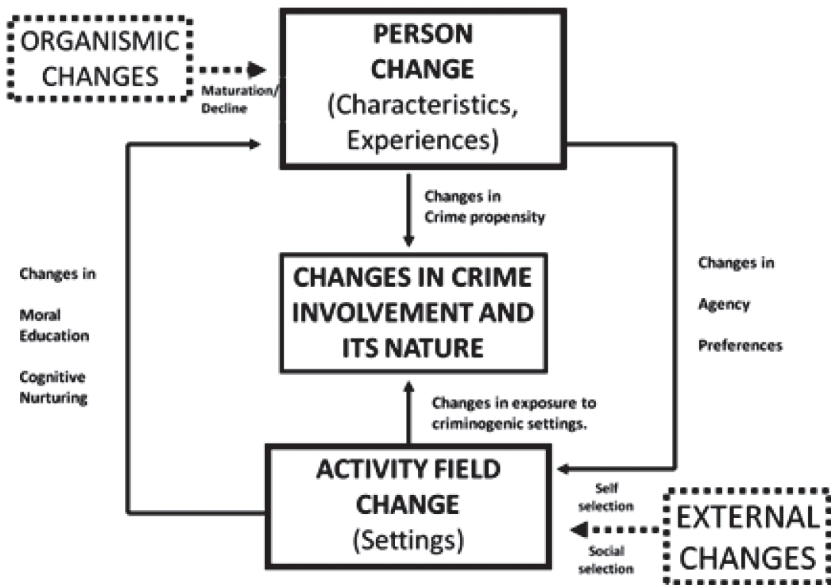 ORGANISMIC
CHANGES
Maturation/
Decline
PERSON
CHANGE
(Characteristics,
Experiences)
Changes in
Crime propensity
Changes in
Moral
Education
Cognitive
Nurturing
CHANGES IN CRIME
INVOLVEMENT AND
ITS NATURE
Changes in
Agency
Preferences
Changes in exposure to
criminogenic settings.
ACTIVITY FIELD
CHANGE
(Settings)
Self
selection
Social
selection
EXTERNAL
CHANGES